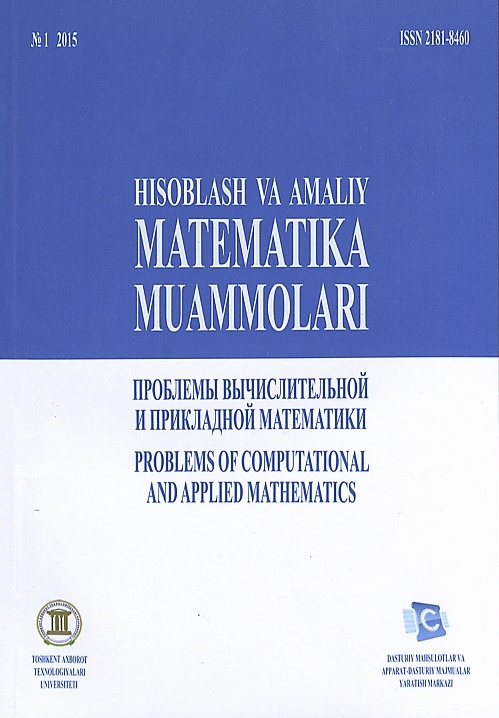 № 1 2015
ISSN 2181-8460
HISOBLASH VA AMALIY
MATEMATIKA
MUAMMOLARI
ПРОБЛЕМЫ ВЫЧИСЛИТЕЛЬНОЙ
И ПРИКЛАДНОЙ МАТЕМАТИКИ
PROBLEMS OF COMPUTATIONAL
AND APPLIED MATHEMATICS
TOSHKENT AXBOROT
TEXNOLOGIYALARI
UNIVERSITETI
C
DASTURIY MAHSULOTLAR VA
APPARAT-DASTURIY MAJMUALAR
YARATISH MARKAZI